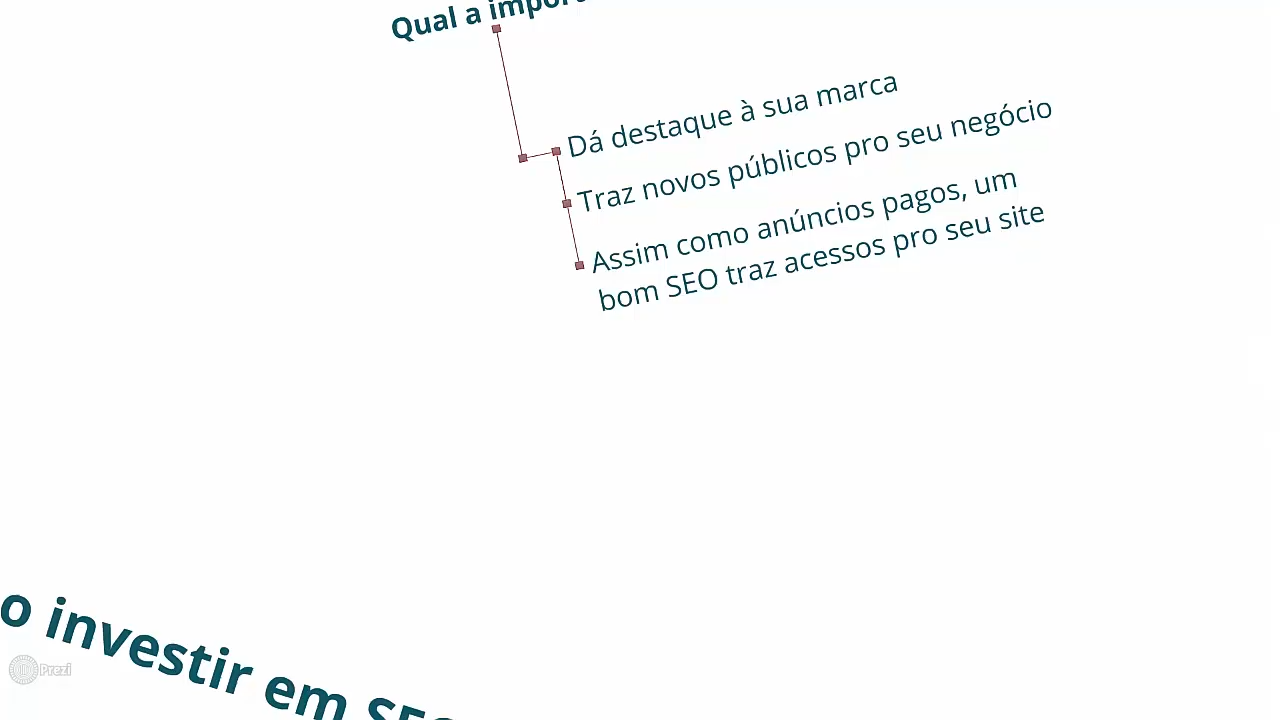 Qual a
Dá destaque à sua marca
Traz novos públicos pro seu negócio
Assim como anúncios pagos, um
bom SEO traz acessos pro seu site
o investir em
Prezi